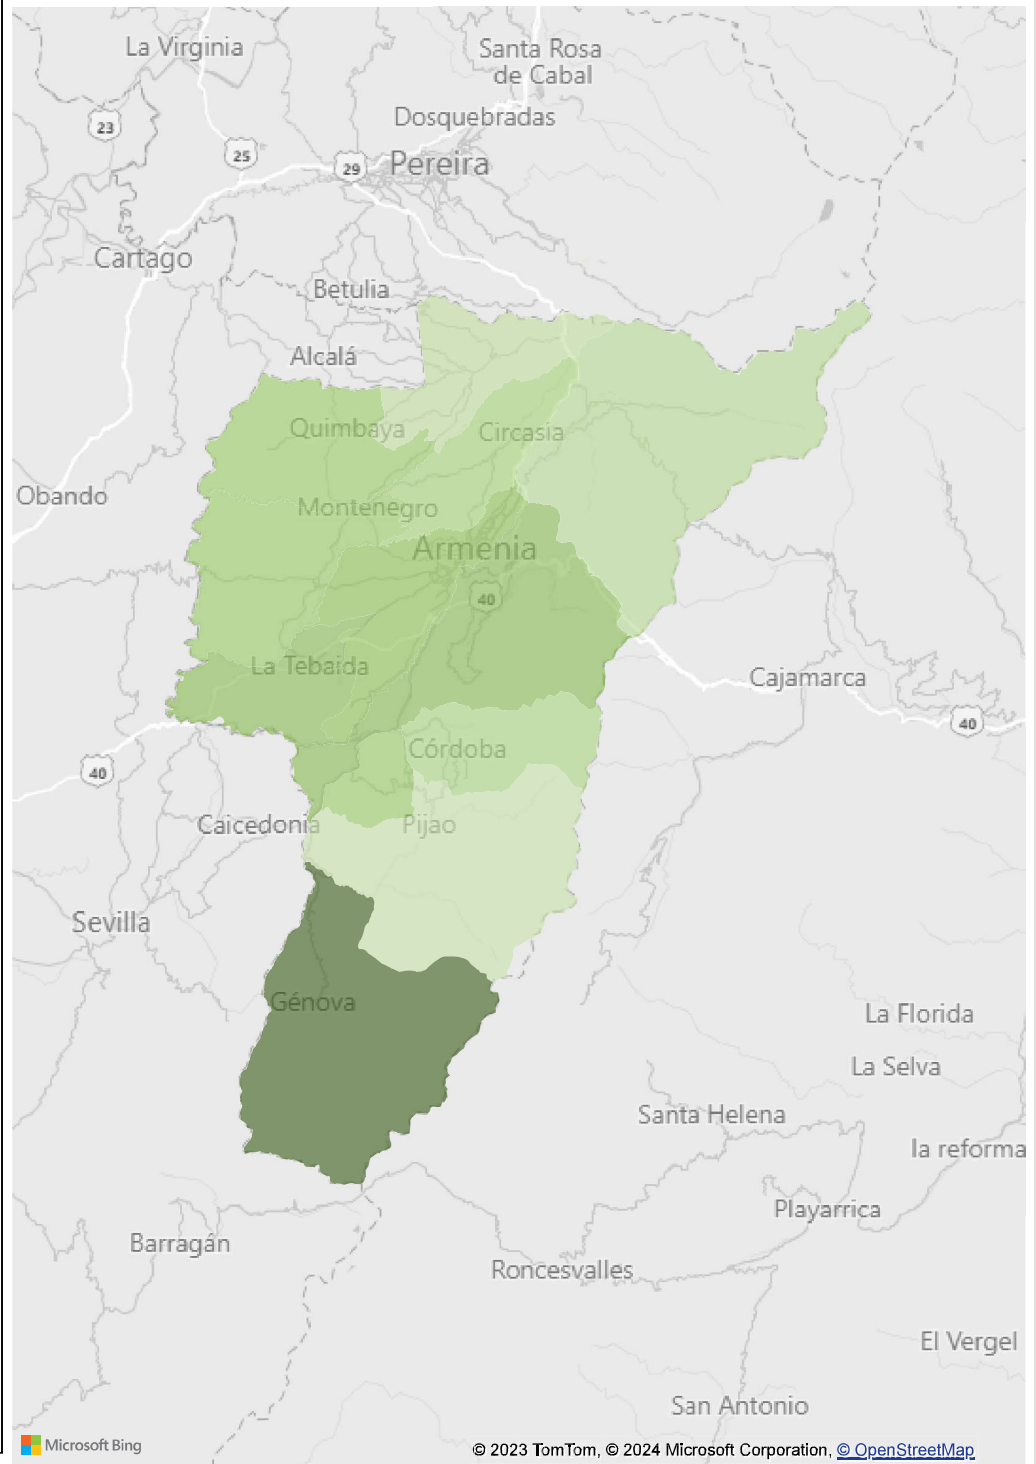 La Virginia
Santa Rosa
de Cabal
Dosquebradas
23
25
29
Pereira
Cartago
Betulia
Alcalá
Quimbaya
Circasia
Obando
Montenegro
Armenia
40
La Tebaida
Cajamarca
40
Córdoba
40
Caicedonia
Pijao
Sevilla
Génova
La Florida
La Selva
Santa Helena
la reforma
Playarrica
Barragán
Roncesvalles
El Vergel
San Antonio
Microsoft Bing
© 2023 TomTom, © 2024 Microsoft Corporation, © OpenStreetMap